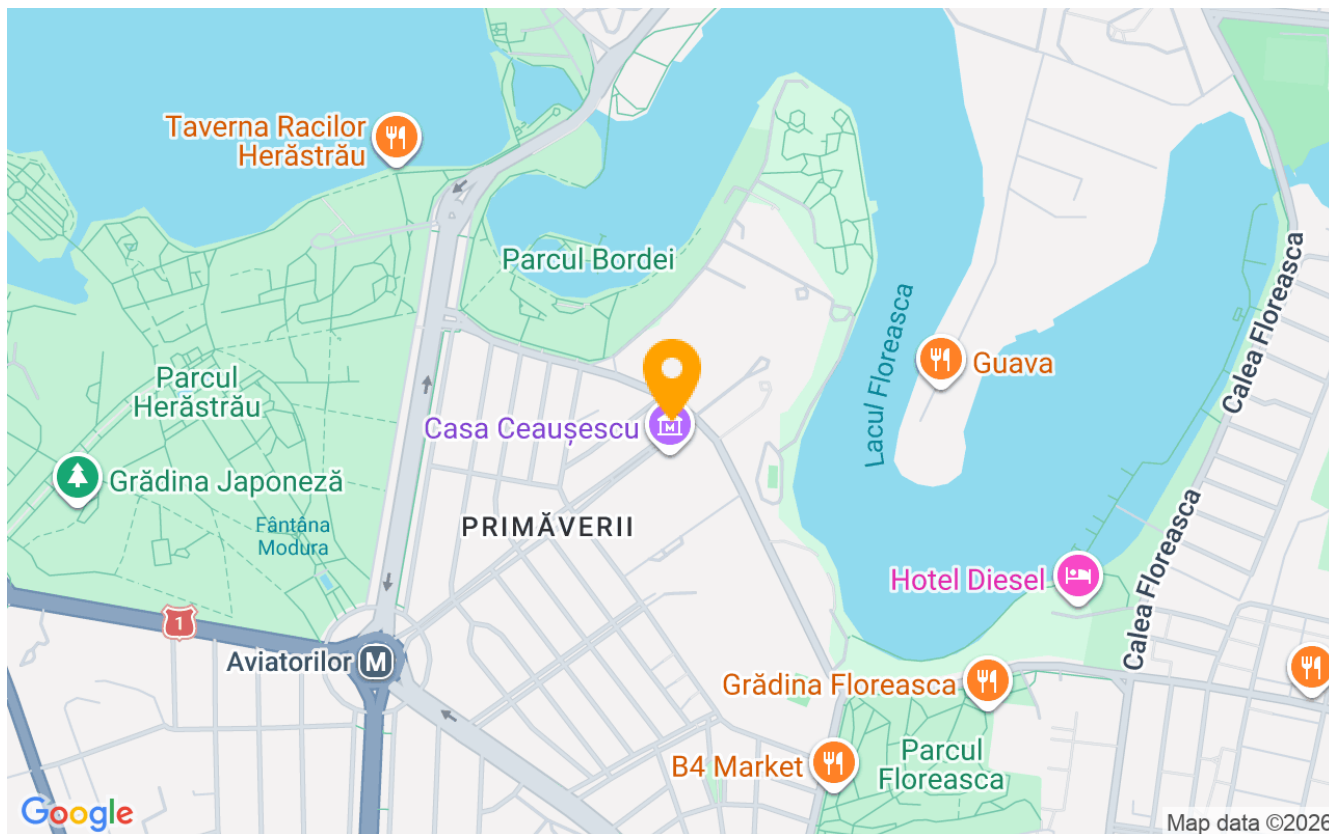 Taverna Racilor
Herăstrău
Parcul Bordei
Lacul Floreasca
Calea Floreasca
Guava
Parcul
Herăstrău
Casa Ceaușescu
Grădina Japoneză
Fântâna
Modura
PRIMĂVERII
Calea Floreasca
Hotel Diesel
1
Aviatorilor M
Grădina Floreasca
B4 Market
Parcul
Floreasca
Google
Map data ©2026